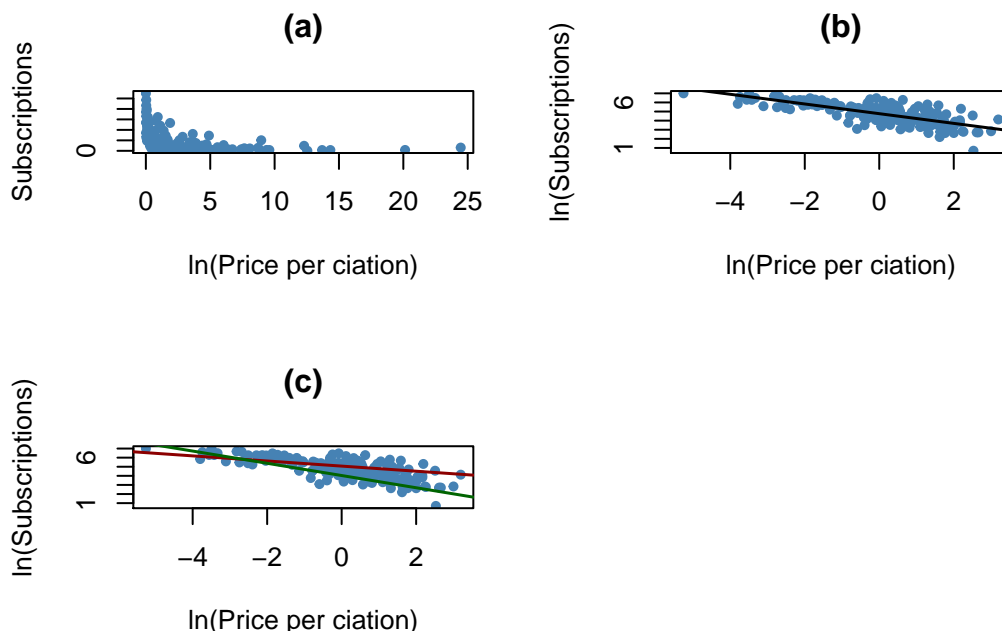 (a)
Subscriptions
0
0 5 10 15 20 25
ln(Price per ciation)
(b)
ln(Subscriptions)
6
1
−4 −2 0 2
ln(Price per ciation)
(c)
ln(Subscriptions)
6
1
−4 −2 0 2
ln(Price per ciation)